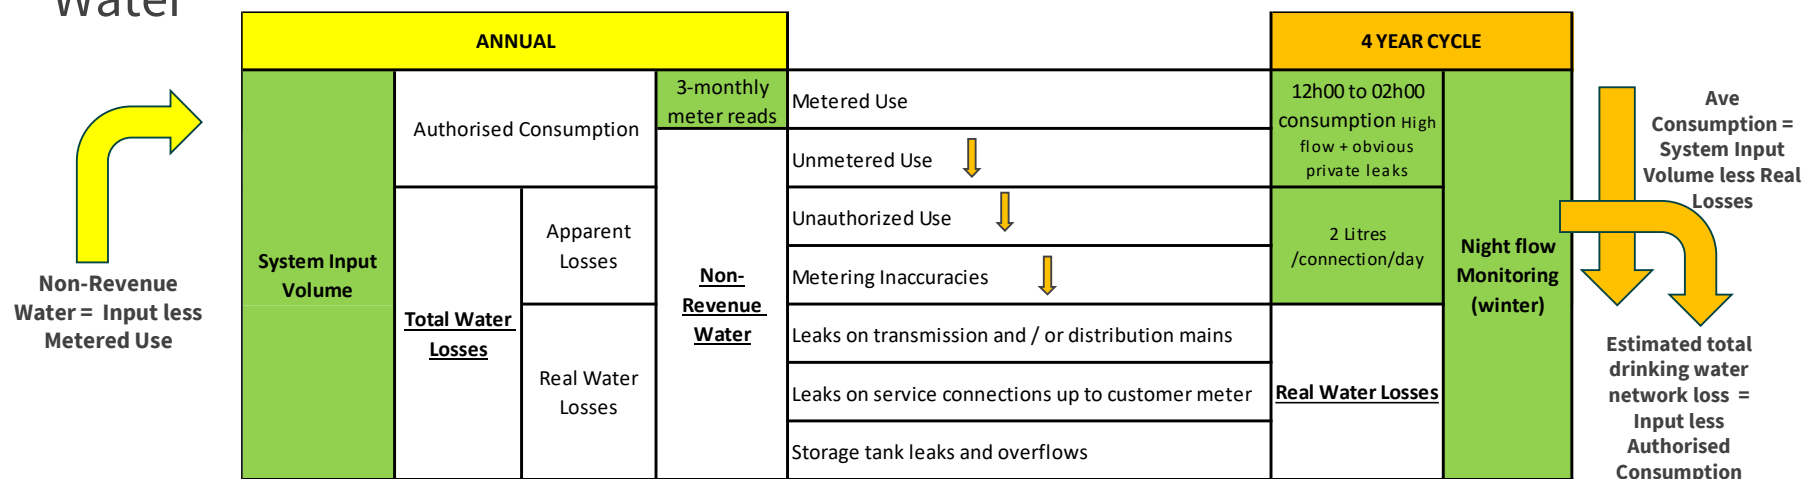 Water
ANNUAL
4 YEAR CYCLE
System Input
Volume
Authorised Consumption
3-monthly
meter reads
Metered Use
Unmetered Use
Total Water
Losses
Apparent
Losses
Real Water
Losses
Non-
Revenue
Water
Unauthorized Use
Metering Inaccuracies
Leaks on transmission and / or distribution mains
Leaks on service connections up to customer meter
Storage tank leaks and overflows
12h00 to 02h00
consumption High
flow + obvious
private leaks
2 Litres
/connection/day
Real Water Losses
Night flow
Monitoring
(winter)
Non-Revenue
Water = Input less
Metered Use
Ave
Consumption =
System Input
Volume less Real
Losses
Estimated total
drinking water
network loss =
Input less
Authorised
Consumption